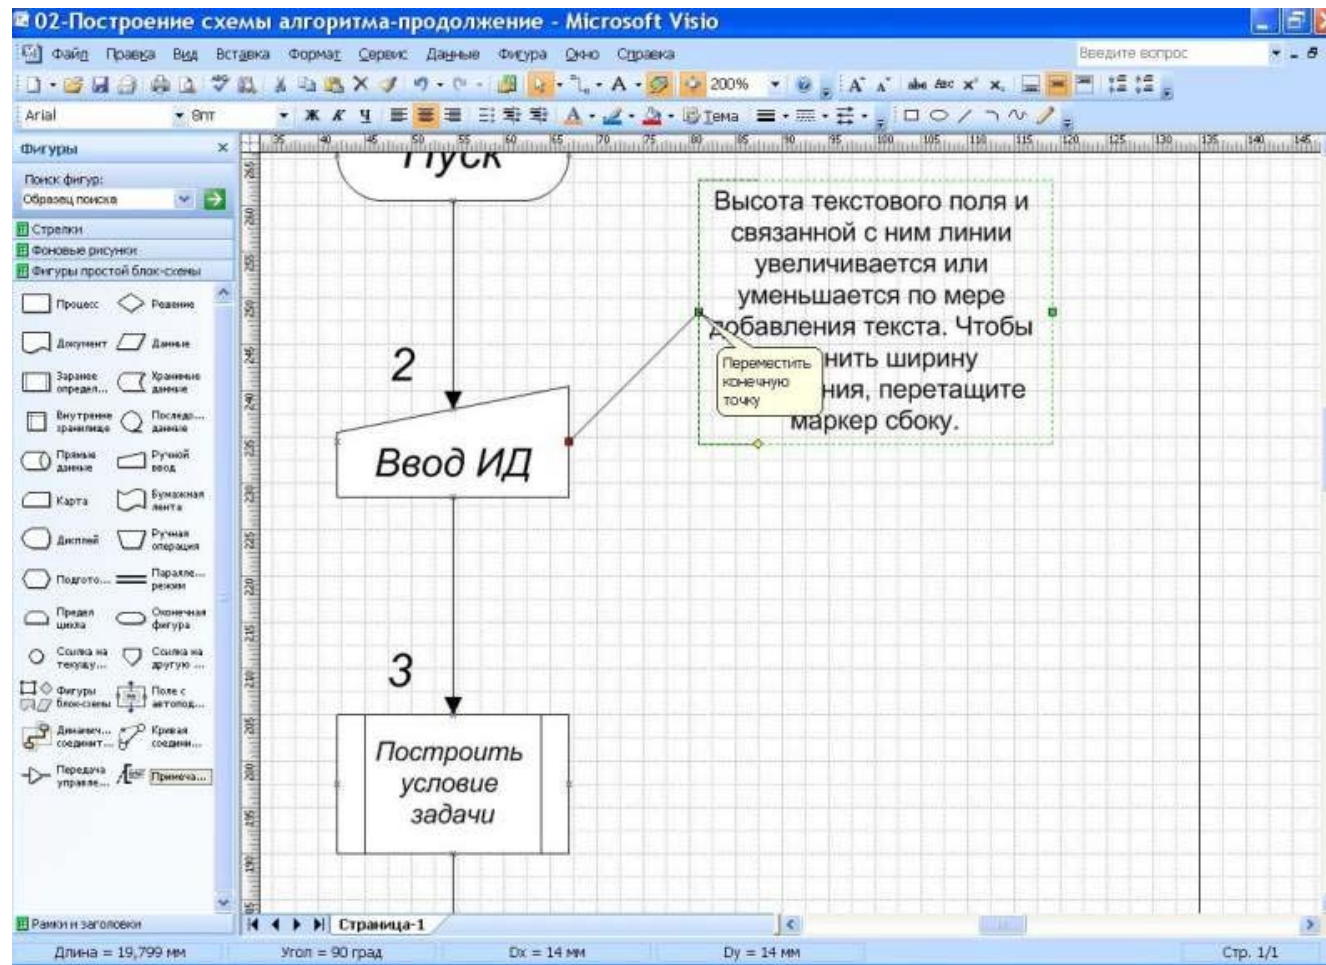 02-Построение схемы алгоритма-продолжение - Microsoft Visio
Файл Правка Вид Вставка Формат Сервис Данные Фигура Окно Справка
Введите вопрос
200%
Arial
9пт
Ж К Ч
Тема
Фигуры
Поиск фигур:
Образец поиска
Стрелки
Фоновые рисунки
Фигуры простой блок-схемы
Процесс
Решение
Документ
Данные
Заранее определ...
Хранимые данные
Внутреннее хранилище
Последо... данные
Прямые данные
Ручной ввод
Карта
Бумажная лента
Дисплей
Ручная операция
Подгото...
Паралле... режим
Предел цикла
Оконечная фигура
Ссылка на текущу...
Ссылка на другую ...
Фигуры блок-схемы
Поле с автопод...
Динамич... соединит...
Кривая соедини...
Передача управле...
Примеча...
Рамки и заголовки
Пуск
2
Ввод ИД
3
Построить
условие
задачи
Высота текстового поля и
связанной с ним линии
увеличивается или
уменьшается по мере
добавления текста. Чтобы
нить ширину
ния, перетащите
маркер сбоку.
Переместить
конечную
точку
Страница-1
Длина = 19,799 мм
Угол = 90 град
Dx = 14 мм
Dy = 14 мм
Стр. 1/1